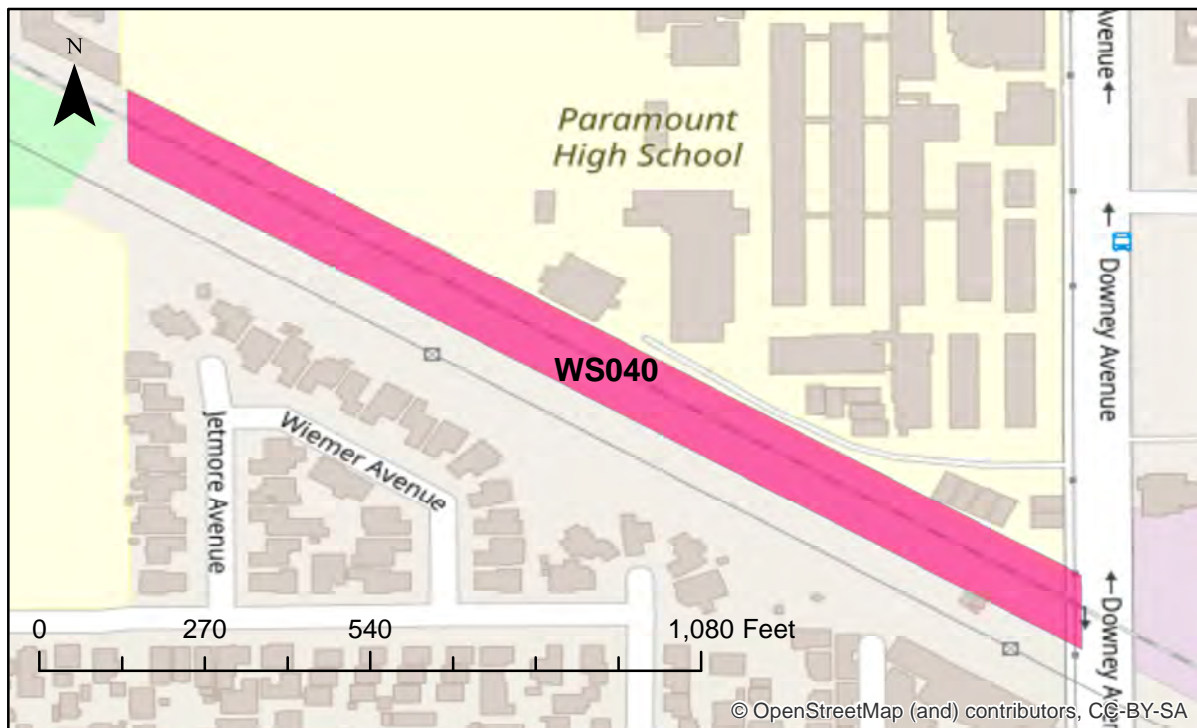 N
Avenue
Paramount
High School
Downey Avenue
WS040
Jetmore Avenue
Wiemer Avenue
Downey Ave
0 270 540 1,080 Feet
© OpenStreetMap (and) contributors, CC-BY-SA